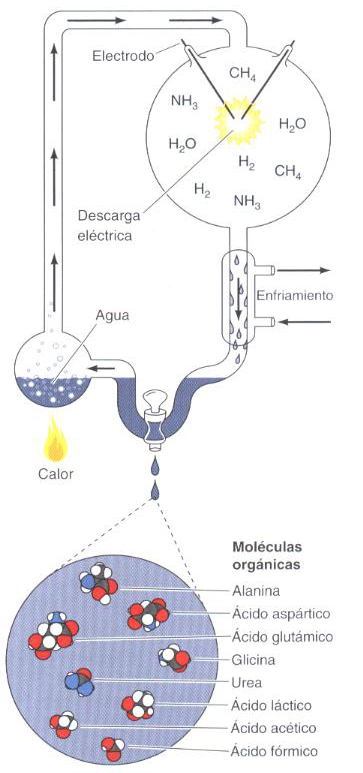 Electrodo
CH₄
NH₃
H₂O
H₂O
H₂
CH₄
H₂
NH₃
Descarga
eléctrica
Enfriamiento
Agua
Calor
Moléculas
orgánicas
Alanina
Ácido aspártico
Ácido glutámico
Glicina
Urea
Ácido láctico
Ácido acético
Ácido fórmico